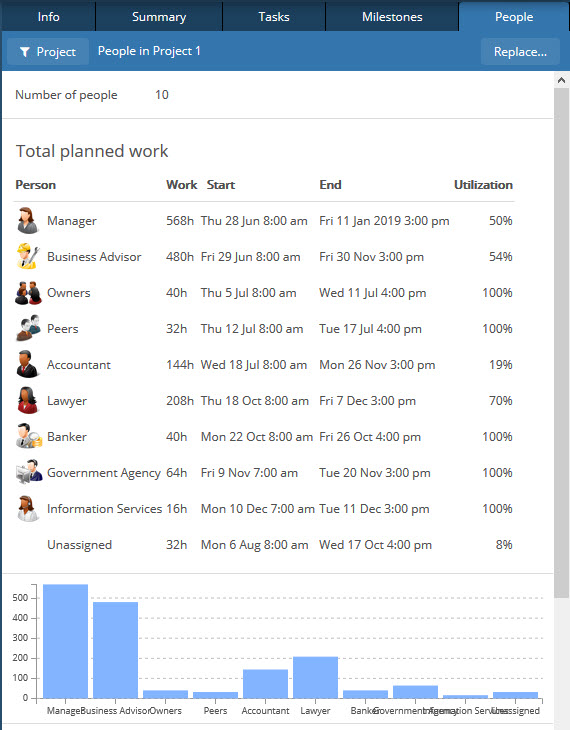 Info Summary Tasks Milestones People
Project People in Project 1 Replace...
Number of people 10
Total planned work
Person Work Start End Utilization
Manager 568h Thu 28 Jun 8:00 am Fri 11 Jan 2019 3:00 pm 50%
Business Advisor 480h Fri 29 Jun 8:00 am Fri 30 Nov 3:00 pm 54%
Owners 40h Thu 5 Jul 8:00 am Wed 11 Jul 4:00 pm 100%
Peers 32h Thu 12 Jul 8:00 am Tue 17 Jul 4:00 pm 100%
Accountant 144h Wed 18 Jul 8:00 am Mon 26 Nov 3:00 pm 19%
Lawyer 208h Thu 18 Oct 8:00 am Fri 7 Dec 3:00 pm 70%
Banker 40h Mon 22 Oct 8:00 am Fri 26 Oct 4:00 pm 100%
Government Agency 64h Fri 9 Nov 7:00 am Tue 20 Nov 3:00 pm 100%
Information Services 16h Mon 10 Dec 7:00 am Tue 11 Dec 3:00 pm 100%
Unassigned 32h Mon 6 Aug 8:00 am Wed 17 Oct 4:00 pm 8%
500
400
300
200
100
0
Manager Business Advisor Owners Peers Accountant Lawyer Banker Government Agency Information Services Unassigned